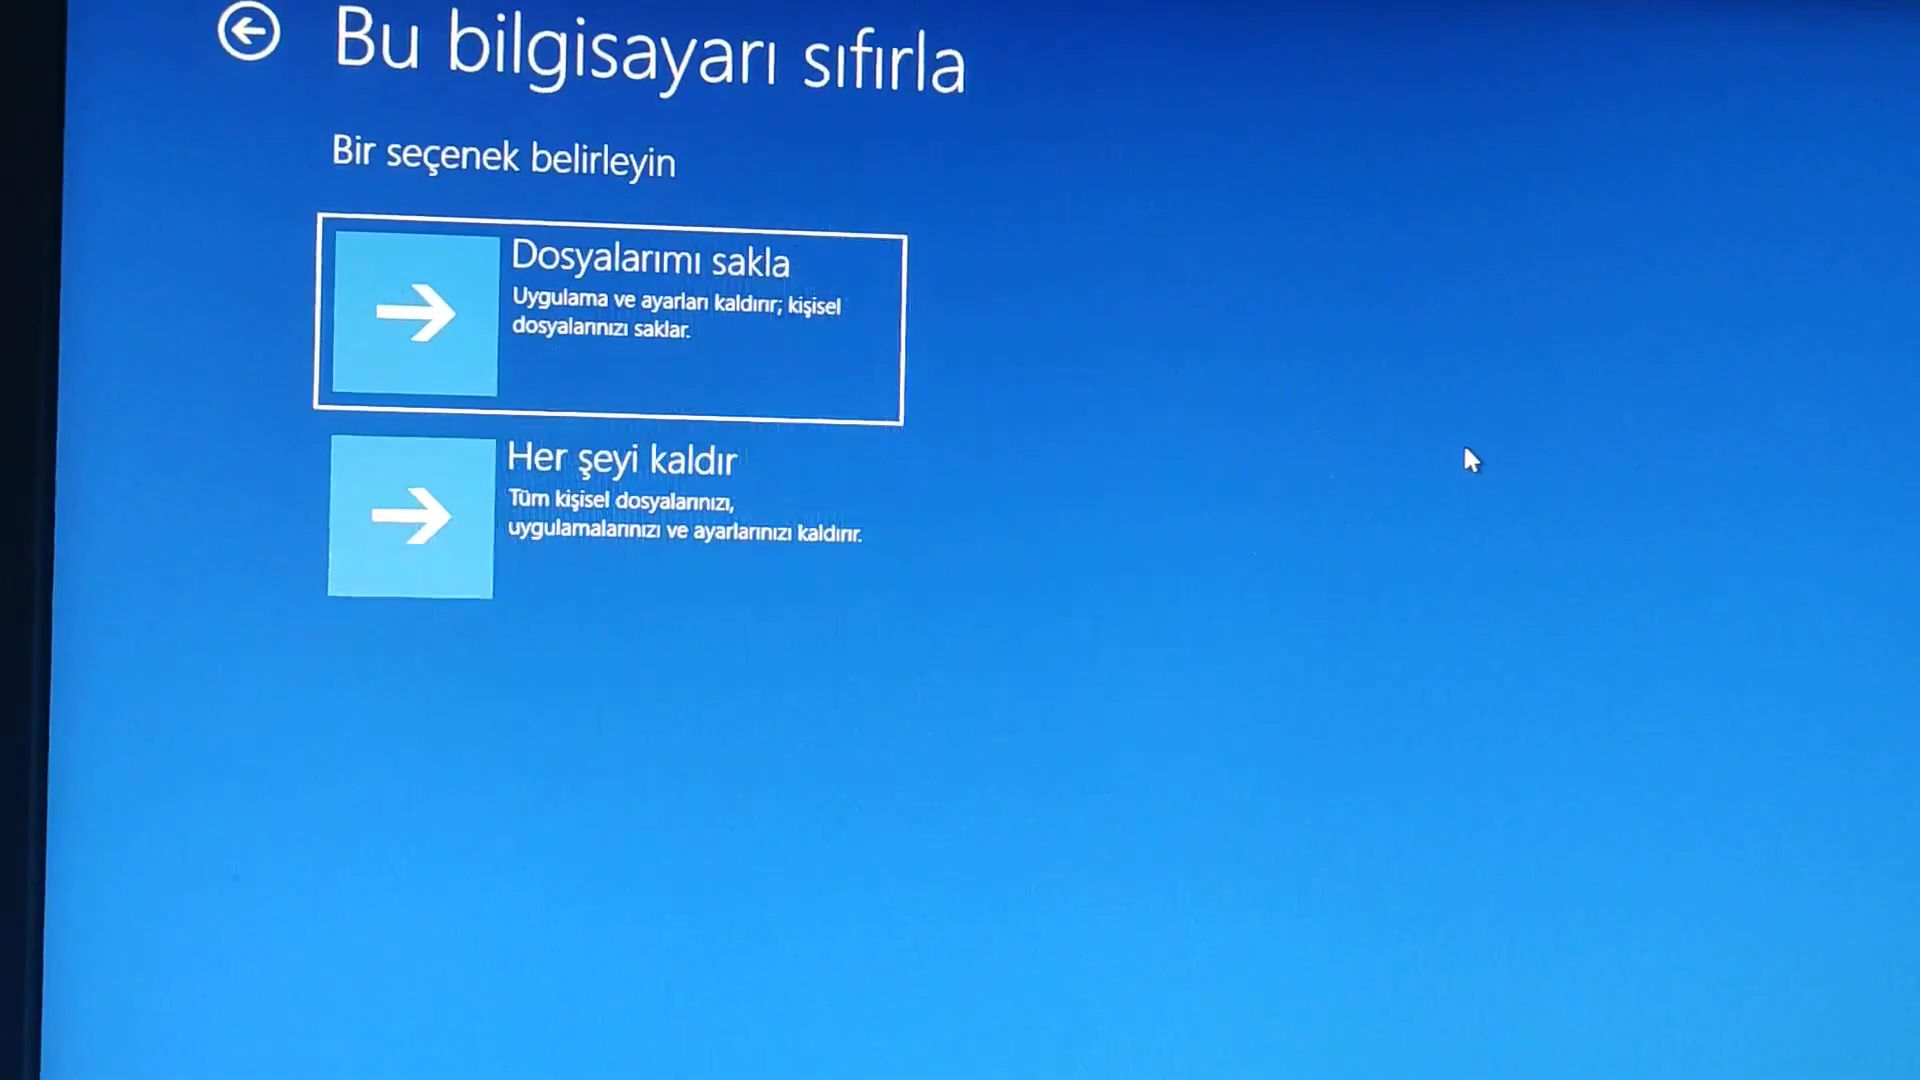 Bu bilgisayarı sıfırla
Bir seçenek belirleyin
Dosyalarımı sakla
Uygulama ve ayarları kaldırır; kişisel
dosyalarınızı saklar.
Her şeyi kaldır
Tüm kişisel dosyalarınızı,
uygulamalarınızı ve ayarlarınızı kaldırır.